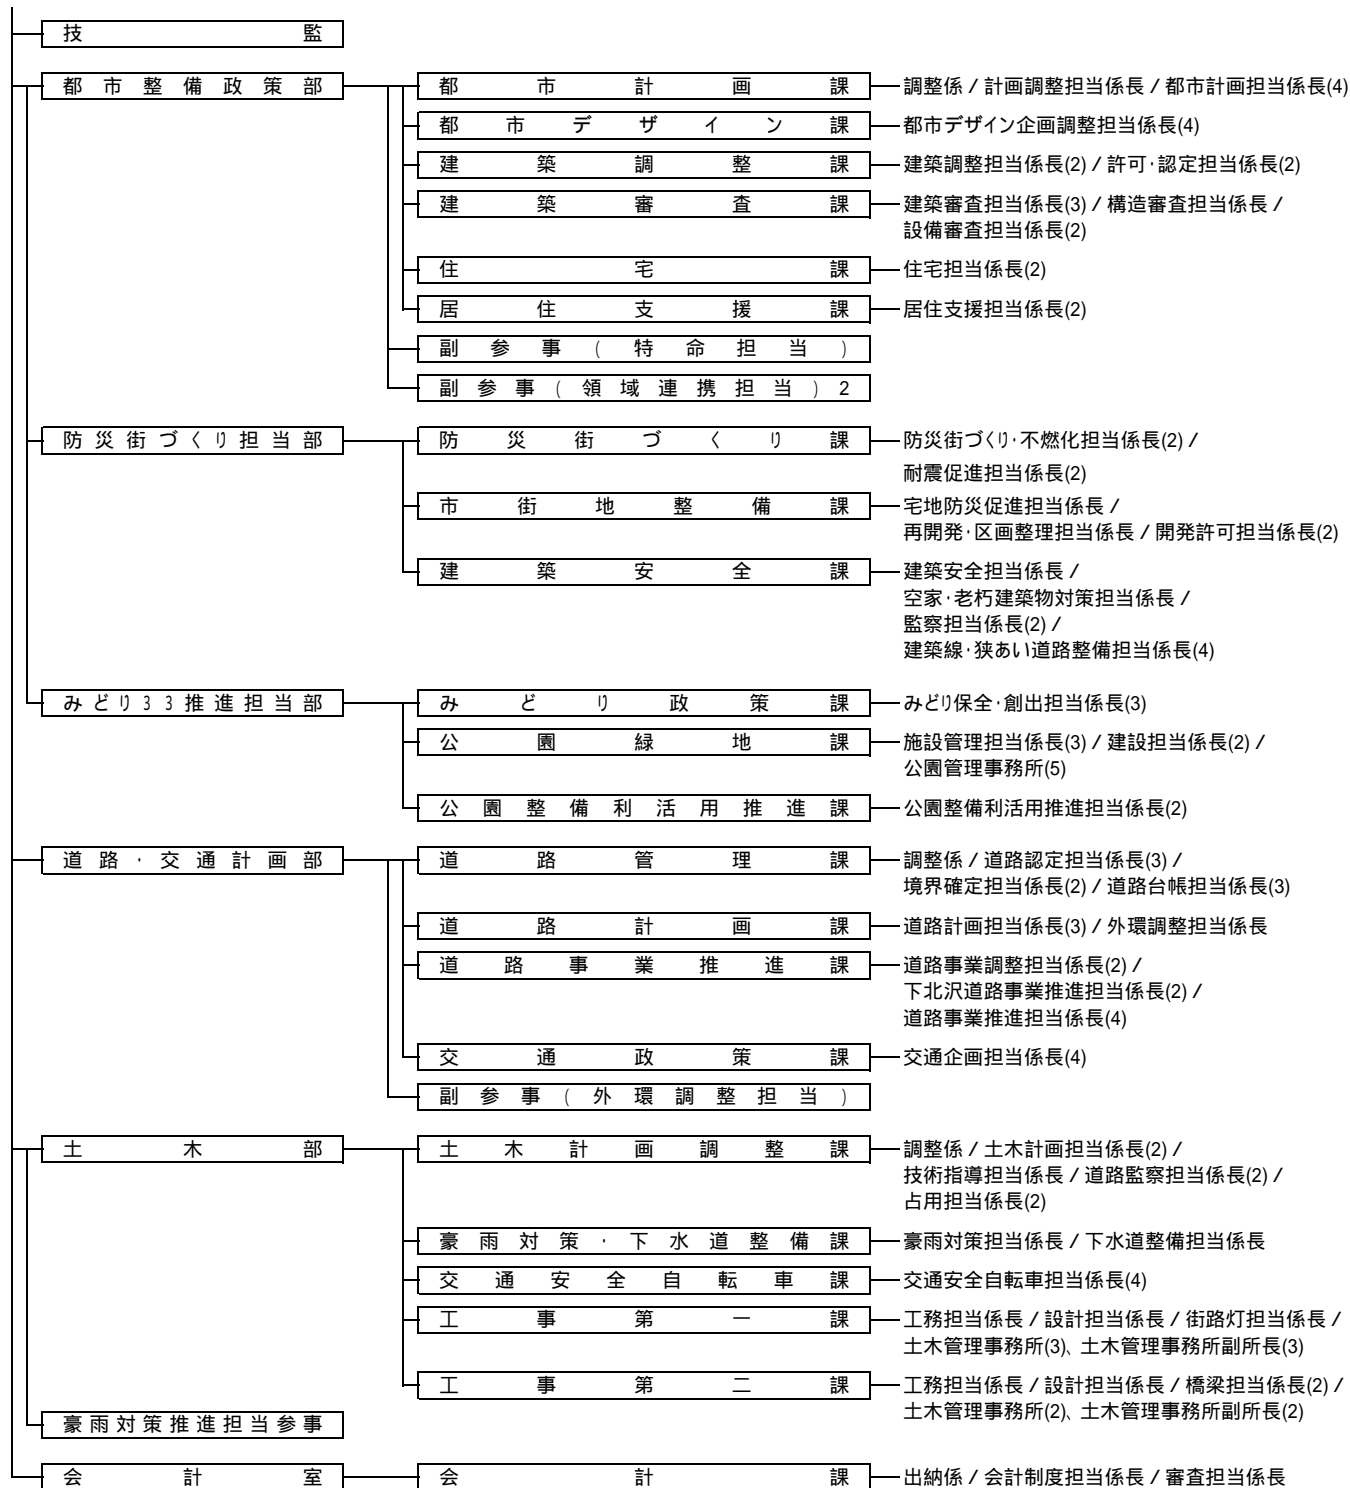 技監
都市整備政策部
都市計画課
調整係 / 計画調整担当係長 / 都市計画担当係長(4)
都市デザイン課
都市デザイン企画調整担当係長(4)
建築調整課
建築調整担当係長(2) / 許可・認定担当係長(2)
建築審査課
建築審査担当係長(3) / 構造審査担当係長 /
設備審査担当係長(2)
住宅課
住宅担当係長(2)
居住支援課
居住支援担当係長(2)
副参事(特命担当)
副参事(領域連携担当)2
防災街づくり担当部
防災街づくり課
防災街づくり・不燃化担当係長(2) /
耐震促進担当係長(2)
市街地整備課
宅地防災促進担当係長 /
再開発・区画整理担当係長 / 開発許可担当係長(2)
建築安全課
建築安全担当係長 /
空家・老朽建築物対策担当係長 /
監察担当係長(2) /
建築線・狭あい道路整備担当係長(4)
みどり33推進担当部
みどり政策課
みどり保全・創出担当係長(3)
公園緑地課
施設管理担当係長(3) / 建設担当係長(2) /
公園管理事務所(5)
公園整備利活用推進課
公園整備利活用推進担当係長(2)
道路・交通計画部
道路管理課
調整係 / 道路認定担当係長(3) /
境界確定担当係長(2) / 道路台帳担当係長(3)
道路計画課
道路計画担当係長(3) / 外環調整担当係長
道路事業推進課
道路事業調整担当係長(2) /
下北沢道路事業推進担当係長(2) /
道路事業推進担当係長(4)
交通政策課
交通企画担当係長(4)
副参事(外環調整担当)
土木部
土木計画調整課
調整係 / 土木計画担当係長(2) /
技術指導担当係長 / 道路監察担当係長(2) /
占用担当係長(2)
豪雨対策・下水道整備課
豪雨対策担当係長 / 下水道整備担当係長
交通安全自転車課
交通安全自転車担当係長(4)
工事第一課
工務担当係長 / 設計担当係長 / 街路灯担当係長 /
土木管理事務所(3)、土木管理事務所副所長(3)
工事第二課
工務担当係長 / 設計担当係長 / 橋梁担当係長(2) /
土木管理事務所(2)、土木管理事務所副所長(2)
豪雨対策推進担当参事
会計室
会計課
出納係 / 会計制度担当係長 / 審査担当係長